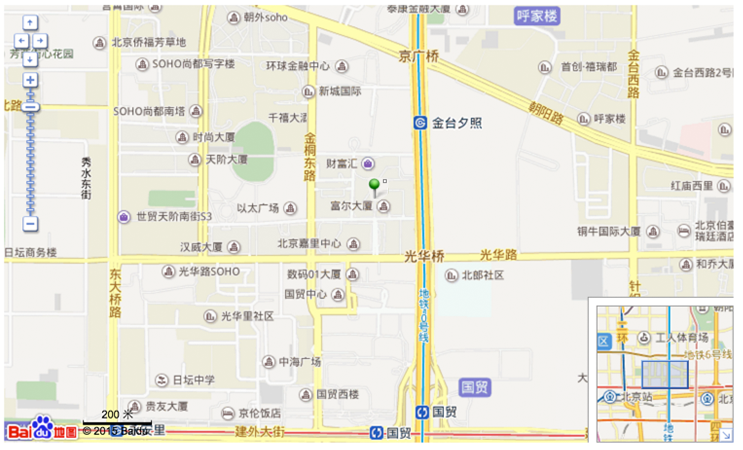 朝外soho
泰康金融大厦
呼家楼
北京侨福芳草地
京广桥
SOHO尚都写字楼
环球金融中心
首创·禧瑞都
金台西路
金台西路2
新城国际
北路
朝阳路
SOHO尚都南塔
千禧大酒
金台夕照
呼家楼
时尚大厦
金桐东路
天阶大厦
财富汇
秀水东街
红庙西里
以太广场
富尔大厦
世贸天阶南街S3
铜牛国际大厦
北京伯豪
瑞廷酒店
日坛商务楼
汉威大厦
北京嘉里中心
光华桥
光华路
光华路SOHO
数码01大厦
北郎社区
和乔大厦
东大桥路
国贸中心
地铁10号线
光华里社区
工人体育场
地铁6号线
中海广场
日坛中学
国贸
国贸西楼
北京站
贵友大厦
200 米
京伦饭店
国贸
Bai du 地图
© 2015 Baidu
建外大街
国贸